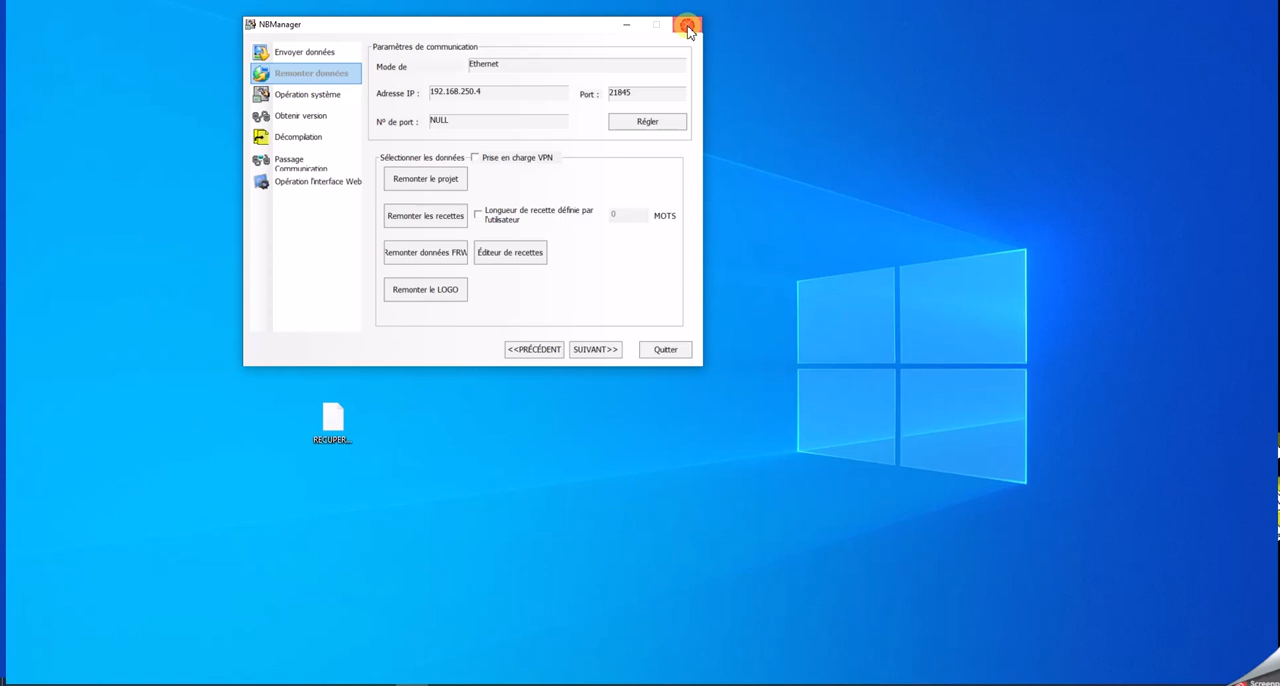 NBManager
Envoyer données
Remonter données
Opération système
Obtenir version
Décompilation
Passage
Communication
Opération l'interface Web
Paramètres de communication
Mode de
Ethernet
Adresse IP :
192.168.250.4
Port :
21845
Nº de port :
NULL
Régler
Sélectionner les données
Prise en charge VPN
Remonter le projet
Remonter les recettes
Longueur de recette définie par
l'utilisateur
0
MOTS
Remonter données FRW
Éditeur de recettes
Remonter le LOGO
<<PRÉCÉDENT
SUIVANT>>
Quitter
RECUPER...